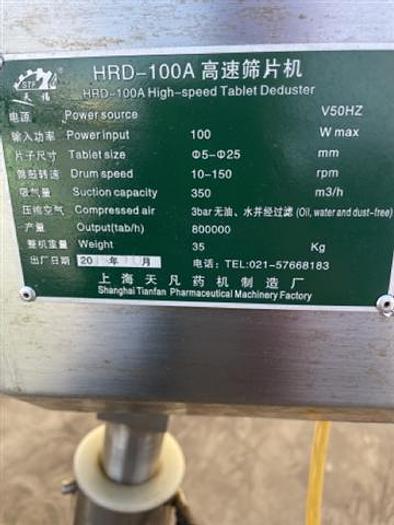 STF
天凡
HRD-100A 高速筛片机
HRD-100A High-speed Tablet Deduster
电源 Power source V50HZ
输入功率 Power input 100 W max
片子尺寸 Tablet size Φ5-Φ25 mm
筛鼓转速 Drum speed 10-150 rpm
吸气量 Suction capacity 350 m3/h
压缩空气 Compressed air 3bar 无油、水并经过滤 (Oil, water and dust-free)
产量 Output(tab/h) 800000
整机重量 Weight 35 Kg
出厂日期 20 年 月 电话: TEL:021-57668183
上海天凡药机制造厂
Shanghai Tianfan Pharmaceutical Machinery Factory